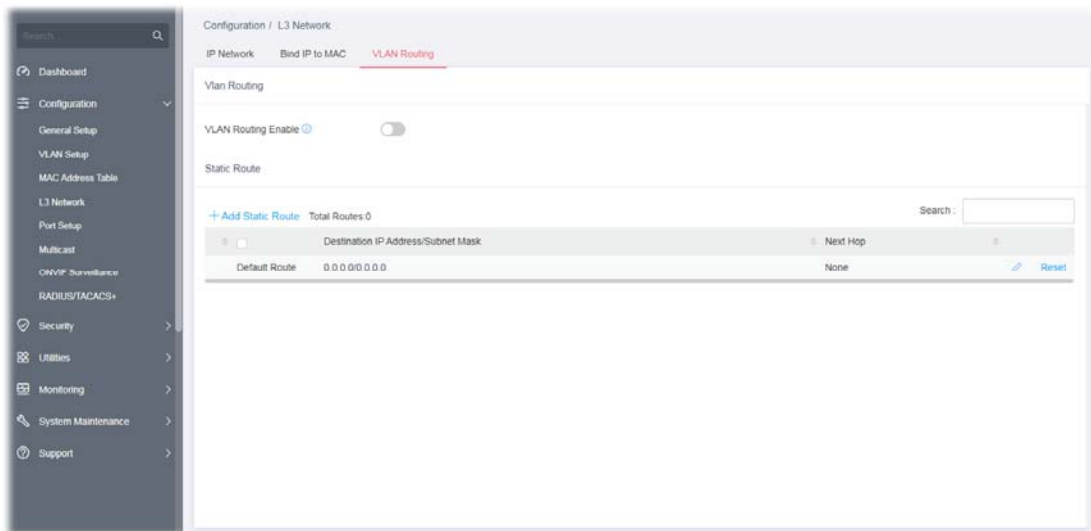 Search
Dashboard
Configuration
General Setup
VLAN Setup
MAC Address Table
L3 Network
Port Setup
Multicast
ONVIF Surveillance
RADIUS/TACACS+
Security
Utilities
Monitoring
System Maintenance
Support
Configuration / L3 Network
IP Network Bind IP to MAC VLAN Routing
Vlan Routing
VLAN Routing Enable
Static Route
+Add Static Route Total Routes:0 Search :
Destination IP Address/Subnet Mask Next Hop
Default Route 0.0.0.0/0.0.0.0 None Reset